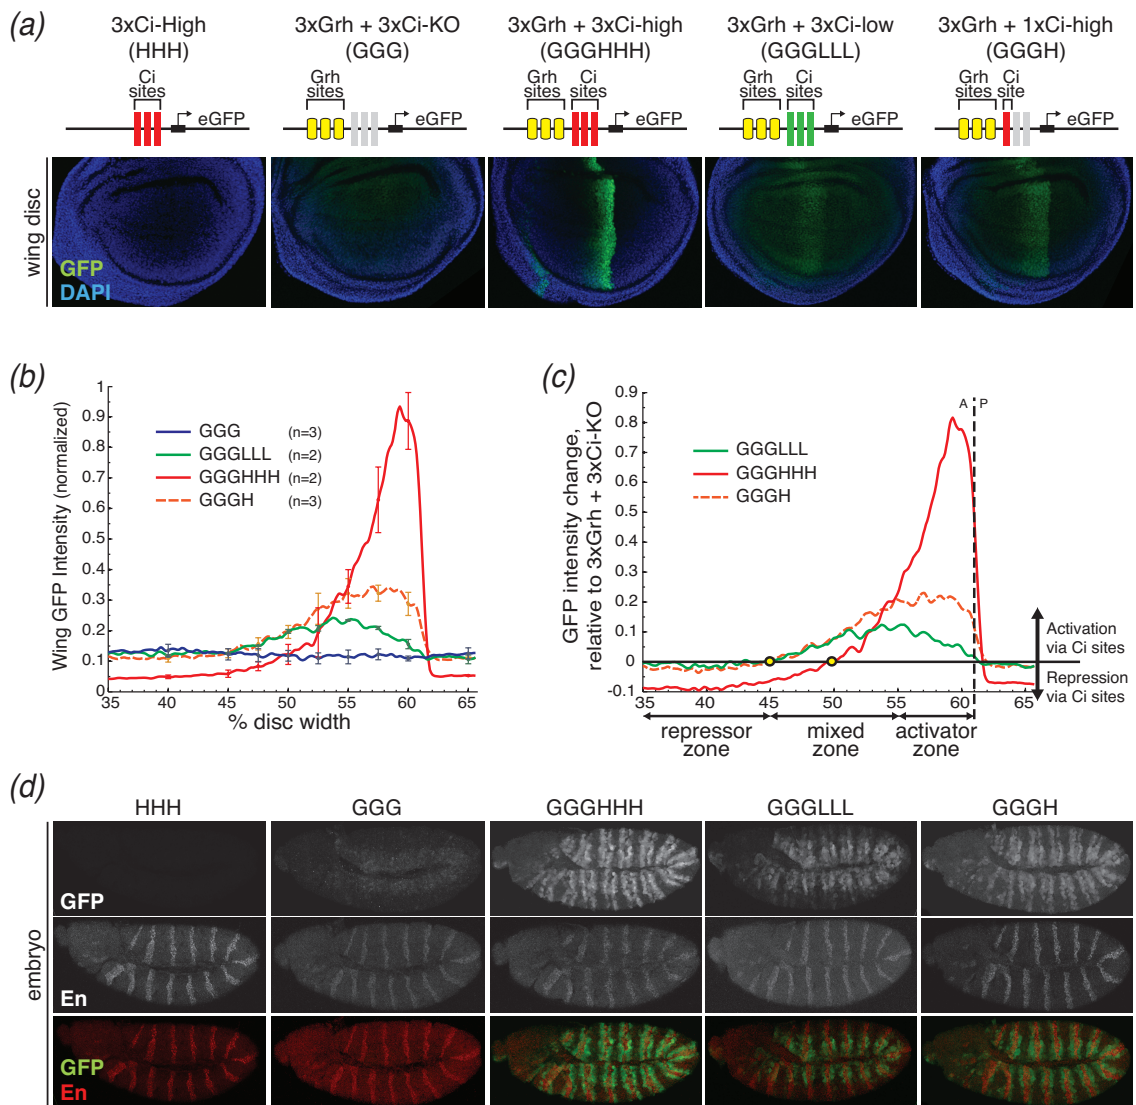 (a)
3xCi-High
(HHH)
3xGrh + 3xCi-KO
(GGG)
3xGrh + 3xCi-high
(GGGHHH)
3xGrh + 3xCi-low
(GGGLLL)
3xGrh + 1xCi-high
(GGGH)
Ci
sites
eGFP
Grh
sites
eGFP
Grh Ci
sites sites
eGFP
Grh Ci
sites sites
eGFP
Grh Ci
sites sites
eGFP
wing disc
GFP
DAPI
(b)
Wing GFP Intensity (normalized)
1
0.9
0.8
0.7
0.6
0.5
0.4
0.3
0.2
0.1
0
GGG (n=3)
GGGLLL (n=2)
GGGHHH (n=2)
GGGH (n=3)
35 40 45 50 55 60 65
% disc width
(c)
GFP intensity change,
relative to 3xGrh + 3xCi-KO
0.9
0.8
0.7
0.6
0.5
0.4
0.3
0.2
0.1
0
-0.1
A P
GGGLLL
GGGHHH
GGGH
Activation
via Ci sites
Repression
via Ci sites
35 40 45 50 55 60 65
repressor
zone
mixed
zone
activator
zone
(d)
HHH GGG GGGHHH GGGLLL GGGH
embryo
GFP
En
GFP
En